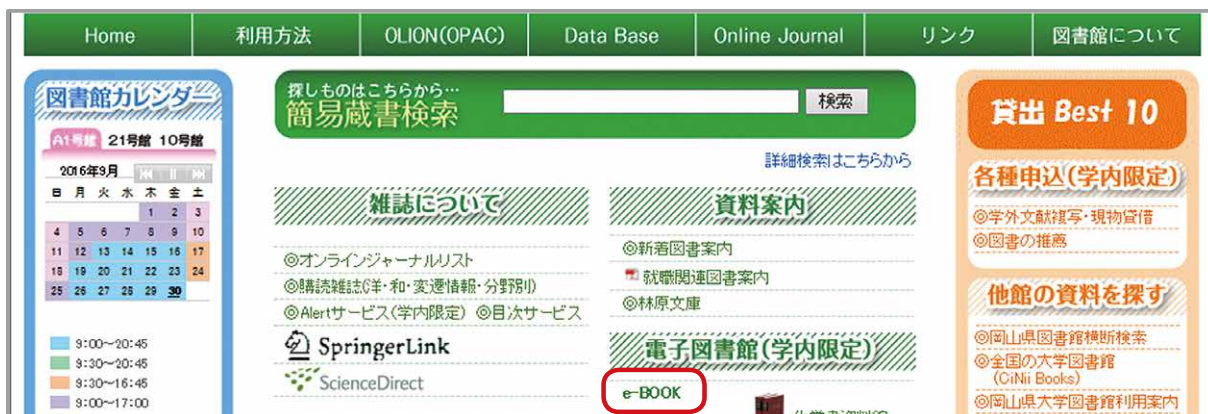 Home 利用方法 OLION(OPAC) Data Base Online Journal リンク 図書館について
図書館カレンダー
A1号館 21号館 10号館
2016年9月
日 月 火 水 木 金 土
1 2 3
4 5 6 7 8 9 10
11 12 13 14 15 16 17
18 19 20 21 22 23 24
25 26 27 28 29 30
9:00~20:45
9:30~20:45
9:30~16:45
9:00~17:00
探しものはこちらから…
簡易蔵書検索
検索
詳細検索はこちらから
雑誌について
◎オンラインジャーナルリスト
◎購読雑誌(洋・和・変遷情報・分野別)
◎Alertサービス(学内限定) ◎目次サービス
SpringerLink
ScienceDirect
資料案内
◎新着図書案内
就職関連図書案内
◎林原文庫
電子図書館(学内限定)
e-BOOK
貸出 Best 10
各種申込(学内限定)
◎学外文献複写・現物貸借
◎図書の推薦
他館の資料を探す
◎岡山県図書館横断検索
◎全国の大学図書館
(CiNii Books)
◎岡山県大学図書館利用案内